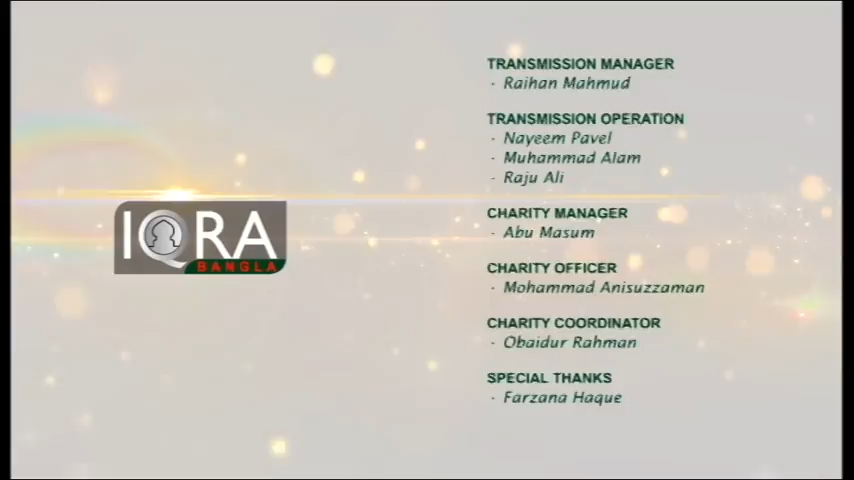 IQRA
BANGLA
TRANSMISSION MANAGER
- Raihan Mahmud
TRANSMISSION OPERATION
- Nayeem Pavel
- Muhammad Alam
- Raju Ali
CHARITY MANAGER
- Abu Masum
CHARITY OFFICER
- Mohammad Anisuzzaman
CHARITY COORDINATOR
- Obaidur Rahman
SPECIAL THANKS
- Farzana Haque